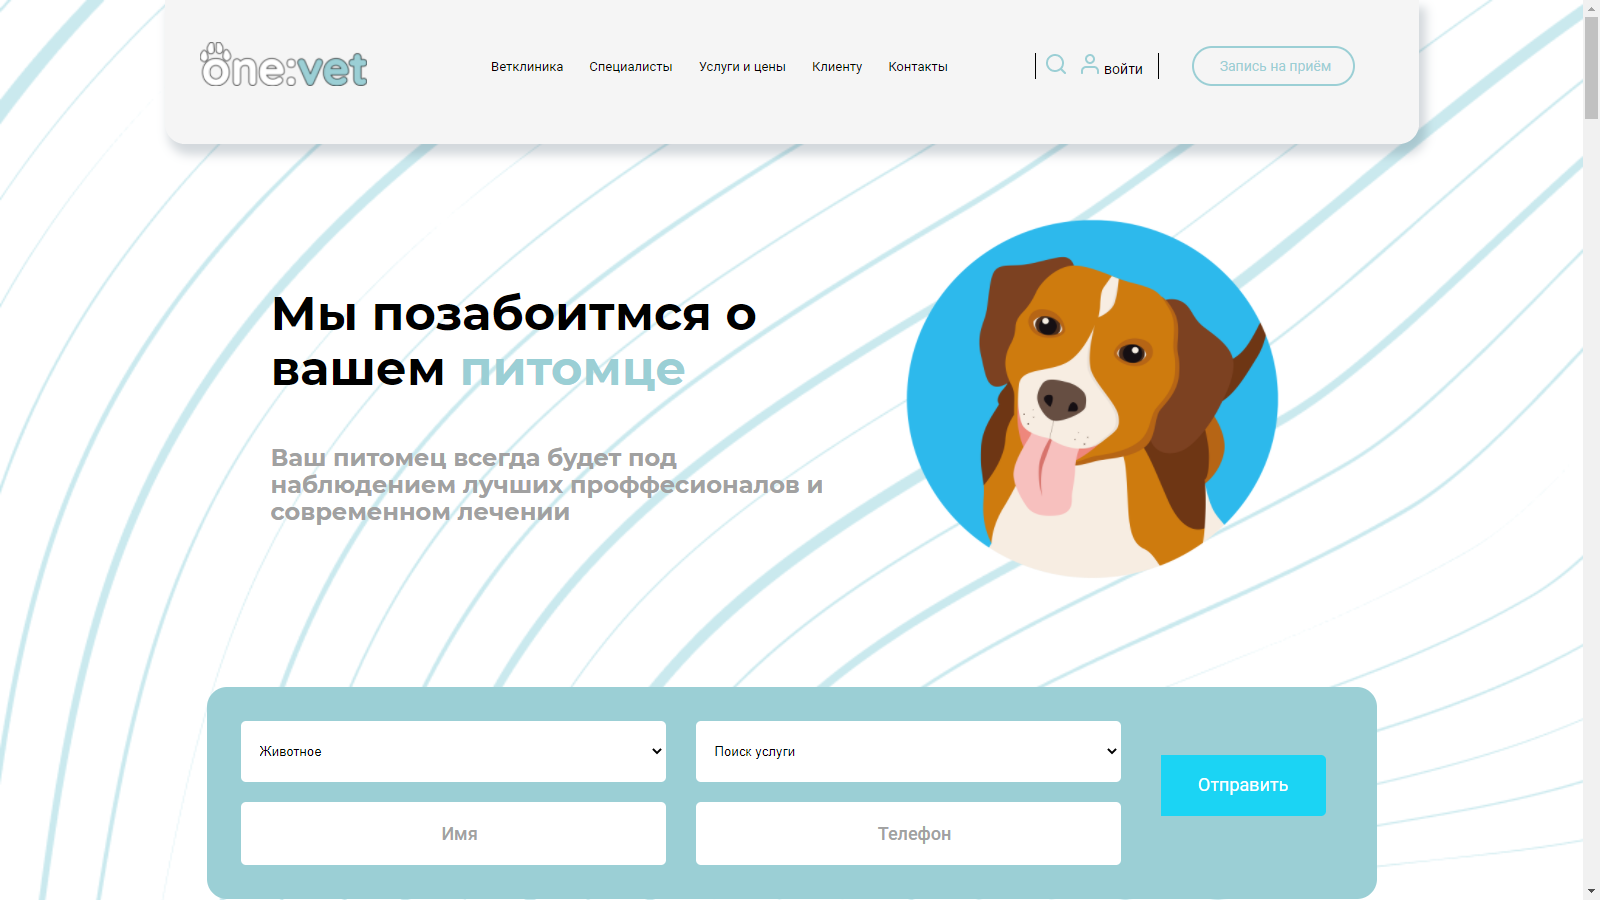 one:vet
Ветклиника Специалисты Услуги и цены Клиенту Контакты войти Запись на приём
Мы позабоитмся о
вашем питомце
Ваш питомец всегда будет под
наблюдением лучших проффесионалов и
современном лечении
Животное Поиск услуги
Отправить
Имя Телефон